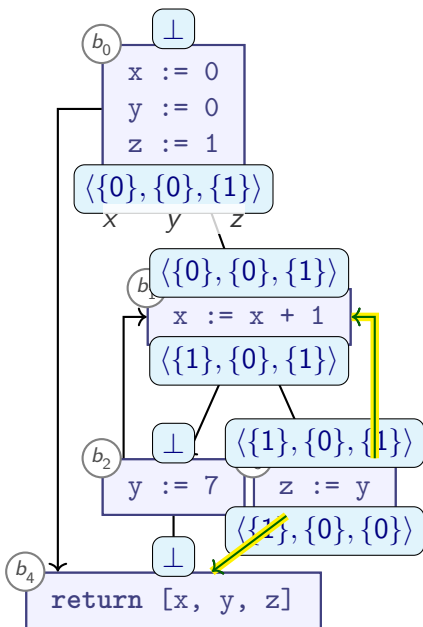 ⊥
b₀
x := 0
y := 0
z := 1
⟨{0}, {0}, {1}⟩
x y z
⟨{0}, {0}, {1}⟩
x := x + 1
⟨{1}, {0}, {1}⟩
⊥
⟨{1}, {0}, {1}⟩
b₂
y := 7
z := y
⟨{1}, {0}, {0}⟩
⊥
b₄
return [x, y, z]